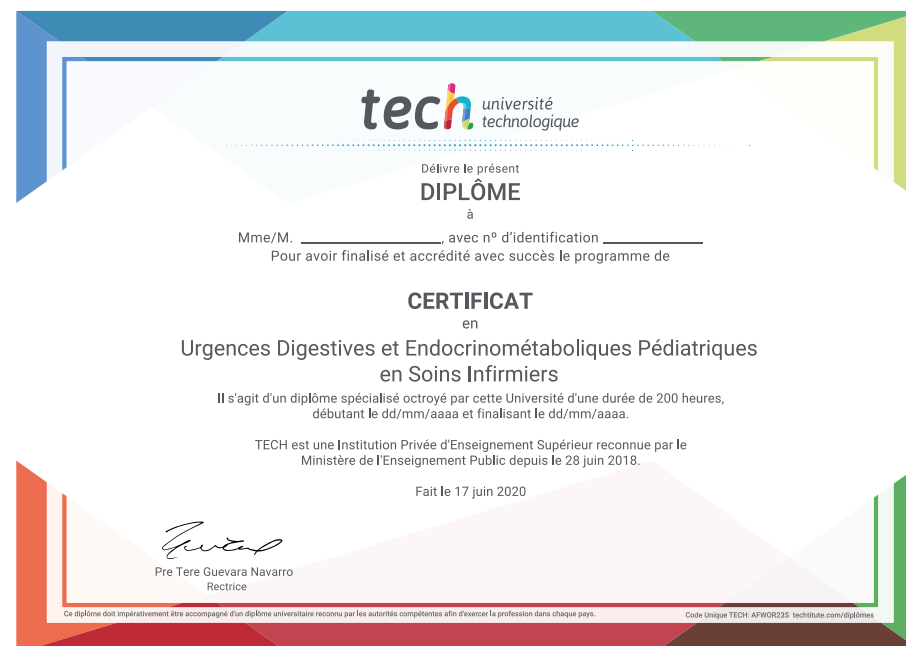 tech université
technologique
Délivre le présent
DIPLÔME
à
Mme/M. ____________________, avec nº d'identification ______________
Pour avoir finalisé et accrédité avec succès le programme de
CERTIFICAT
en
Urgences Digestives et Endocrinométaboliques Pédiatriques
en Soins Infirmiers
Il s'agit d'un diplôme spécialisé octroyé par cette Université d'une durée de 200 heures,
débutant le dd/mm/aaaa et finalisant le dd/mm/aaaa.
TECH est une Institution Privée d'Enseignement Supérieur reconnue par le
Ministère de l'Enseignement Public depuis le 28 juin 2018.
Fait le 17 juin 2020
Pre Tere Guevara Navarro
Rectrice
Ce diplôme doit impérativement être accompagné d'un diplôme universitaire reconnu par les autorités compétentes afin d'exercer la profession dans chaque pays.
Code Unique TECH: AFWOR23S techtitute.com/diplômes